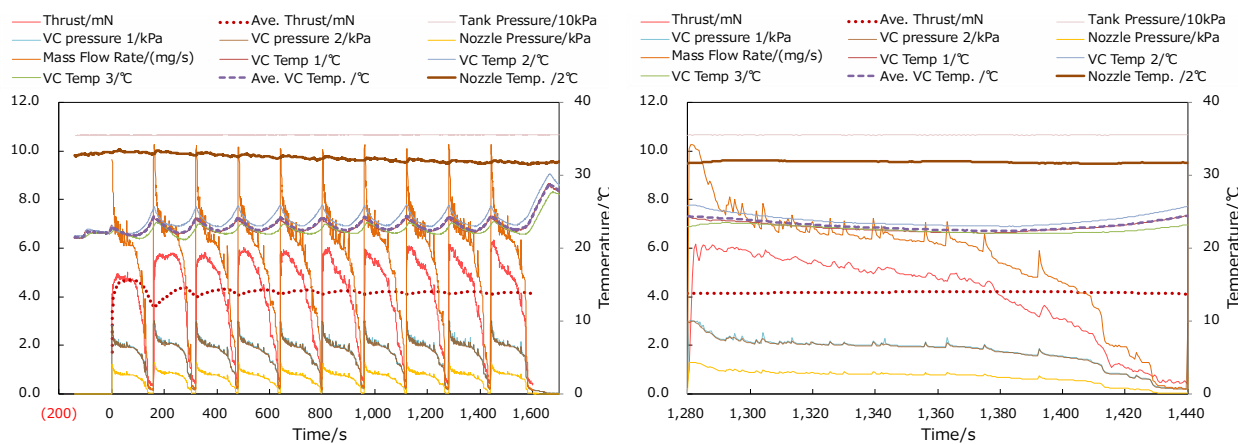 Thrust/mN Ave. Thrust/mN Tank Pressure/10kPa
VC pressure 1/kPa VC pressure 2/kPa Nozzle Pressure/kPa
Mass Flow Rate/(mg/s) VC Temp 1/℃ VC Temp 2/℃
VC Temp 3/℃ Ave. VC Temp. /℃ Nozzle Temp. /2℃
12.0
10.0
8.0
6.0
4.0
2.0
0.0
40
30
20
10
0
Temperature/℃
(200) 0 200 400 600 800 1,000 1,200 1,400 1,600
Time/s
Thrust/mN Ave. Thrust/mN Tank Pressure/10kPa
VC pressure 1/kPa VC pressure 2/kPa Nozzle Pressure/kPa
Mass Flow Rate/(mg/s) VC Temp 1/℃ VC Temp 2/℃
VC Temp 3/℃ Ave. VC Temp. /℃ Nozzle Temp. /2℃
12.0
10.0
8.0
6.0
4.0
2.0
0.0
40
30
20
10
0
Temperature/℃
1,280 1,300 1,320 1,340 1,360 1,380 1,400 1,420 1,440
Time/s